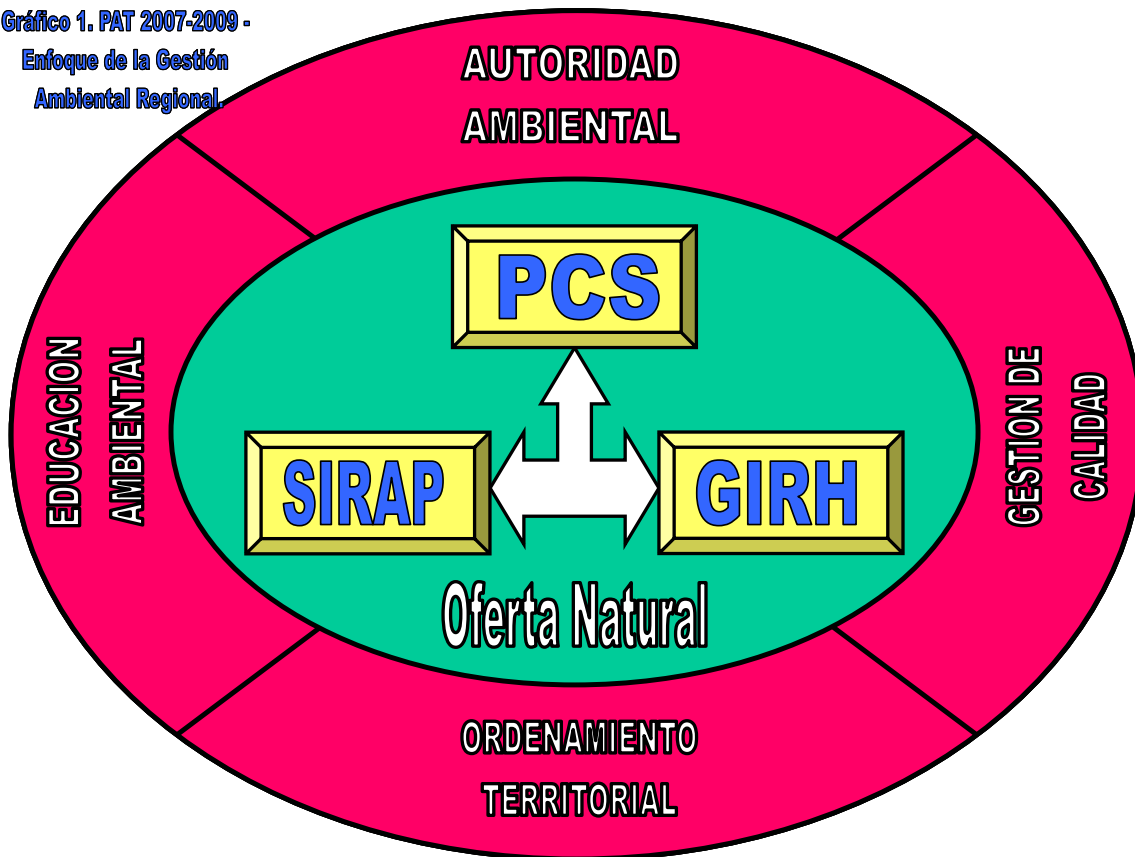 Gráfico 1. PAT 2007-2009 -
Enfoque de la Gestión
Ambiental Regional.
AUTORIDAD
AMBIENTAL
PCS
EDUCACION
AMBIENTAL
SIRAP
GIRH
GESTION DE
CALIDAD
Oferta Natural
ORDENAMIENTO
TERRITORIAL